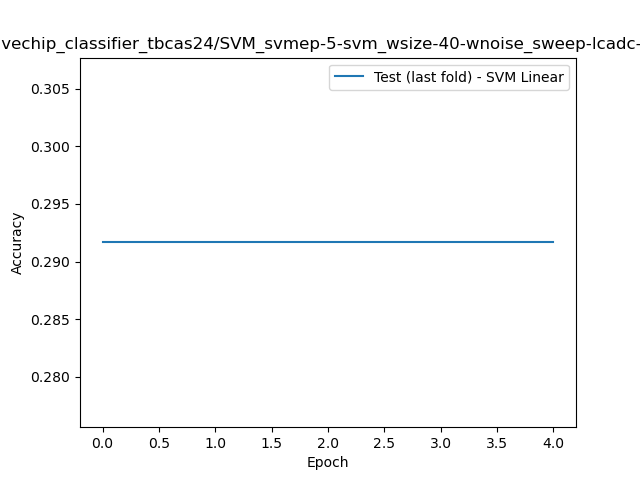 vechip_classifier_tbcas24/SVM_svmep-5-svm_wsize-40-wnoise_sweep-lcadc-
Test (last fold) - SVM Linear
Accuracy
0.305
0.300
0.295
0.290
0.285
0.280
0.0 0.5 1.0 1.5 2.0 2.5 3.0 3.5 4.0
Epoch